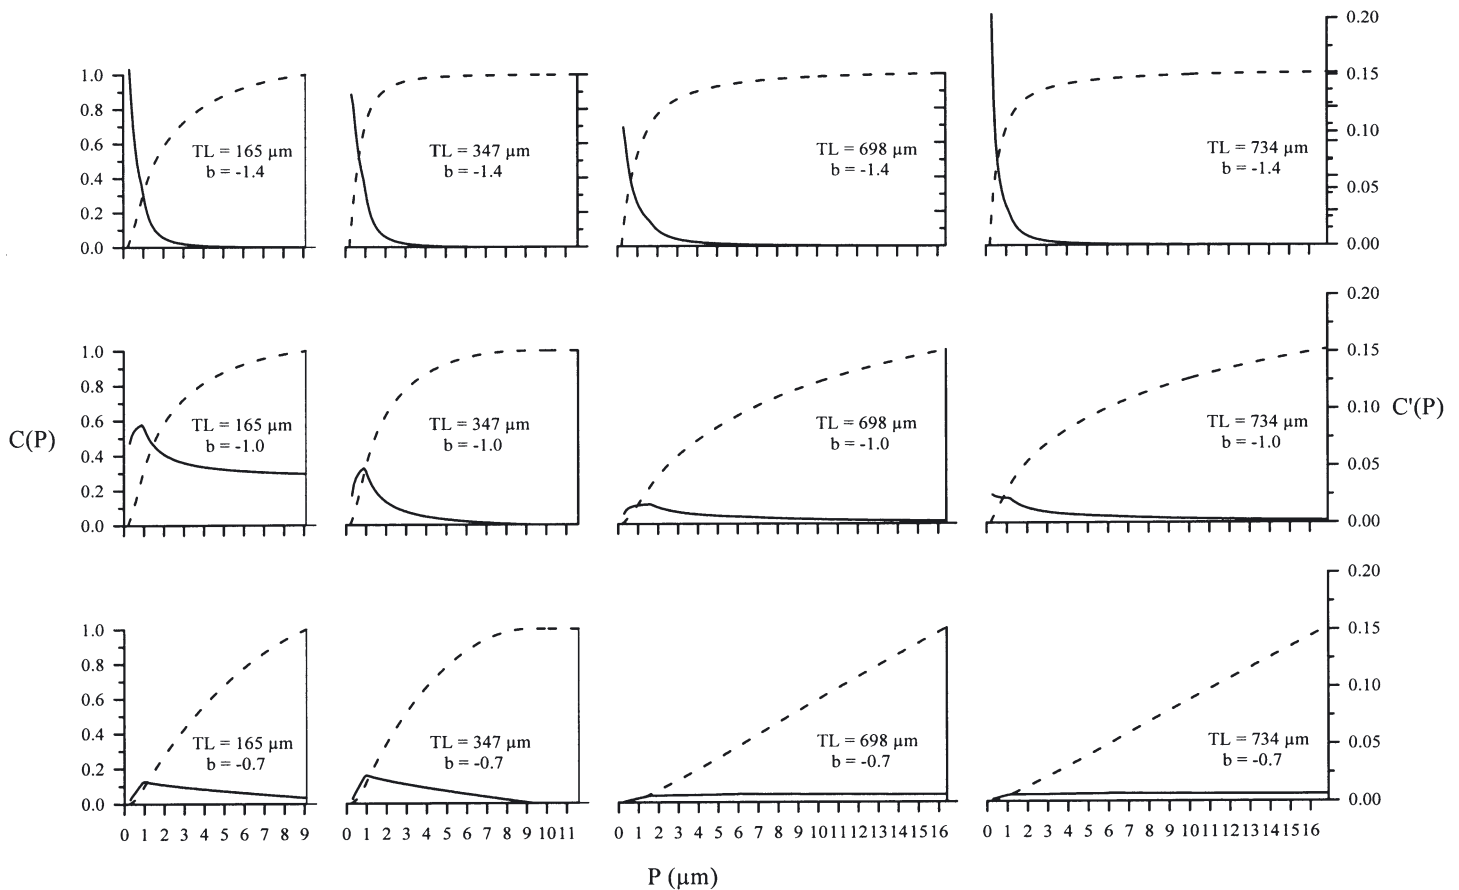 0.20
1.0 0.15
0.8
TL = 165 µm TL = 347 µm TL = 698 µm TL = 734 µm
b = -1.4 b = -1.4 b = -1.4 b = -1.4
0.6 0.10
0.4 0.05
0.2
0.0 0.00
0.20
1.0 0.15
0.8
TL = 165 µm TL = 347 µm TL = 698 µm TL = 734 µm
b = -1.0 b = -1.0 b = -1.0 b = -1.0
0.6 0.10
C(P) C'(P)
0.4 0.05
0.2
0.0 0.00
0.20
1.0 0.15
0.8
0.6 0.10
0.4
TL = 165 µm TL = 347 µm TL = 698 µm TL = 734 µm
b = -0.7 b = -0.7 b = -0.7 b = -0.7
0.2 0.05
0.0 0.00
0 1 2 3 4 5 6 7 8 9 0 1 2 3 4 5 6 7 8 9 10 11 0 1 2 3 4 5 6 7 8 9 10 11 12 13 14 15 16 0 1 2 3 4 5 6 7 8 9 10 11 12 13 14 15 16
P (µm)